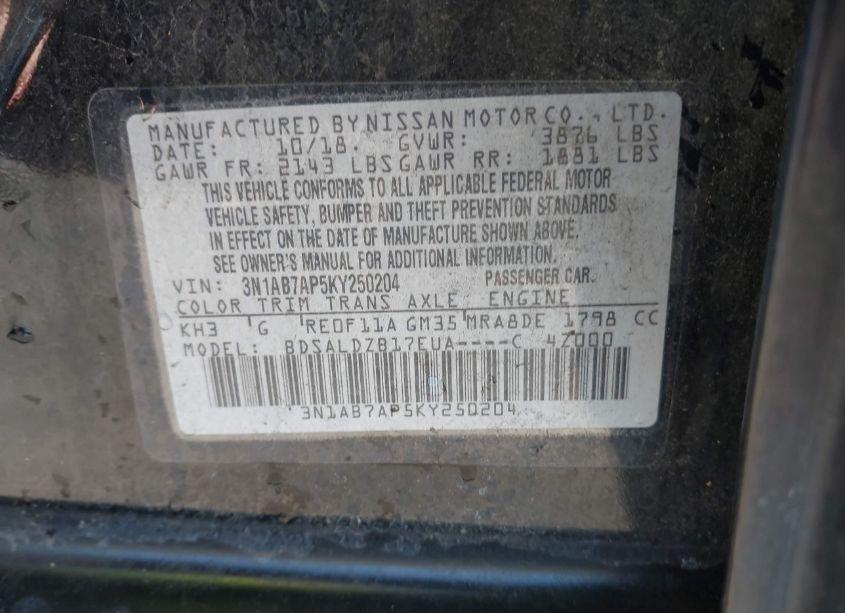 MANUFACTURED BY NISSAN MOTOR CO., LTD.
DATE: 10/18. GVWR: 3876 LBS
GAWR FR: 2143 LBS GAWR RR: 1881 LBS
THIS VEHICLE CONFORMS TO ALL APPLICABLE FEDERAL MOTOR
VEHICLE SAFETY, BUMPER AND THEFT PREVENTION STANDARDS
IN EFFECT ON THE DATE OF MANUFACTURE SHOWN ABOVE.
SEE OWNER'S MANUAL FOR ADDITIONAL INFORMATION.
VIN: 3N1AB7AP5KY250204 PASSENGER CAR.
COLOR TRIM TRANS AXLE ENGINE
KH3 G RE0F11A GM35 MRA8DE 1798 CC
MODEL: BDSALDZB17EUA----C 4Z000
3N1AB7AP5KY250204